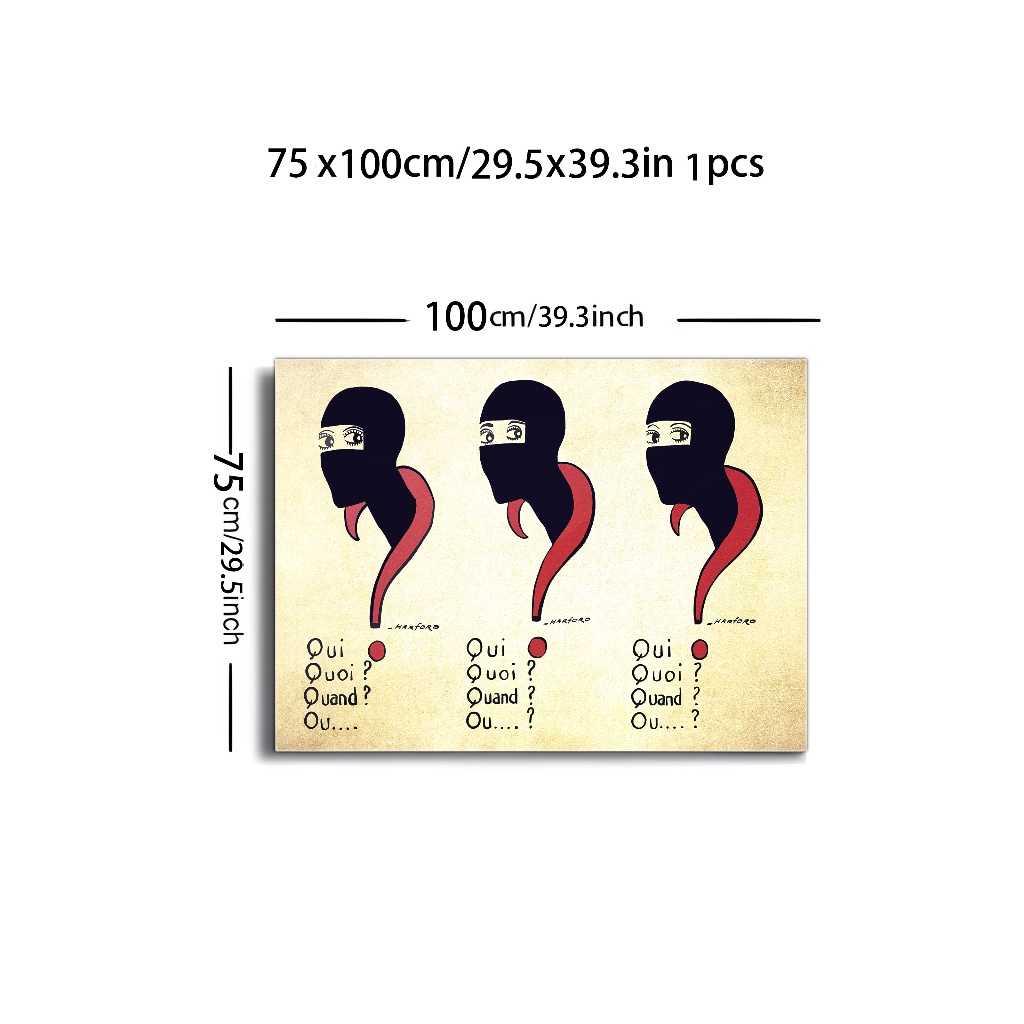 75 x100cm/29.5x39.3in 1pcs
100cm/39.3inch
75cm/29.5inch
-HARFORD
Qui
Quoi ?
Quand ?
Ou....
-HARFORD
Qui
Quoi ?
Quand ?
Ou.... ?
-HARFORD
Qui
Quoi ?
Quand ?
Ou.... ?